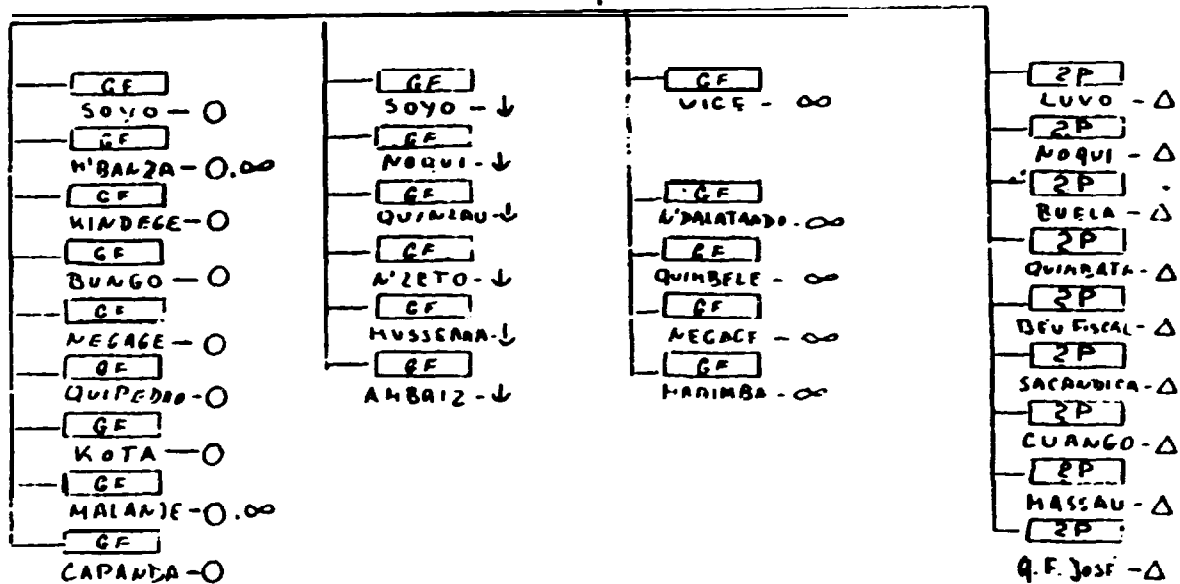 GF
SOYO - O
GF
M'BANZA - O.∞
GF
KINDEGE - O
GF
BUNGO - O
GF
NEGAGE - O
GF
QUIPEDRO - O
GF
KOTA - O
GF
MALANJE - O.∞
GF
CAPANDA - O
GF
SOYO - ↓
GF
NOQUI - ↓
GF
QUINZAU - ↓
GF
N'ZETO - ↓
GF
MUSSERRA - ↓
GF
AMBRIZ - ↓
GF
UIGE - ∞
GF
N'DALATANDO - ∞
GF
QUIMBELE - ∞
GF
NEGAGE - ∞
GF
MARIMBA - ∞
2P
LUVO - Δ
2P
NOQUI - Δ
2P
BUELA - Δ
2P
QUIMBATA - Δ
2P
BEU FISCAL - Δ
2P
SACANDICA - Δ
2P
CUANGO - Δ
2P
MASSAU - Δ
2P
Q.F. JOSE - Δ